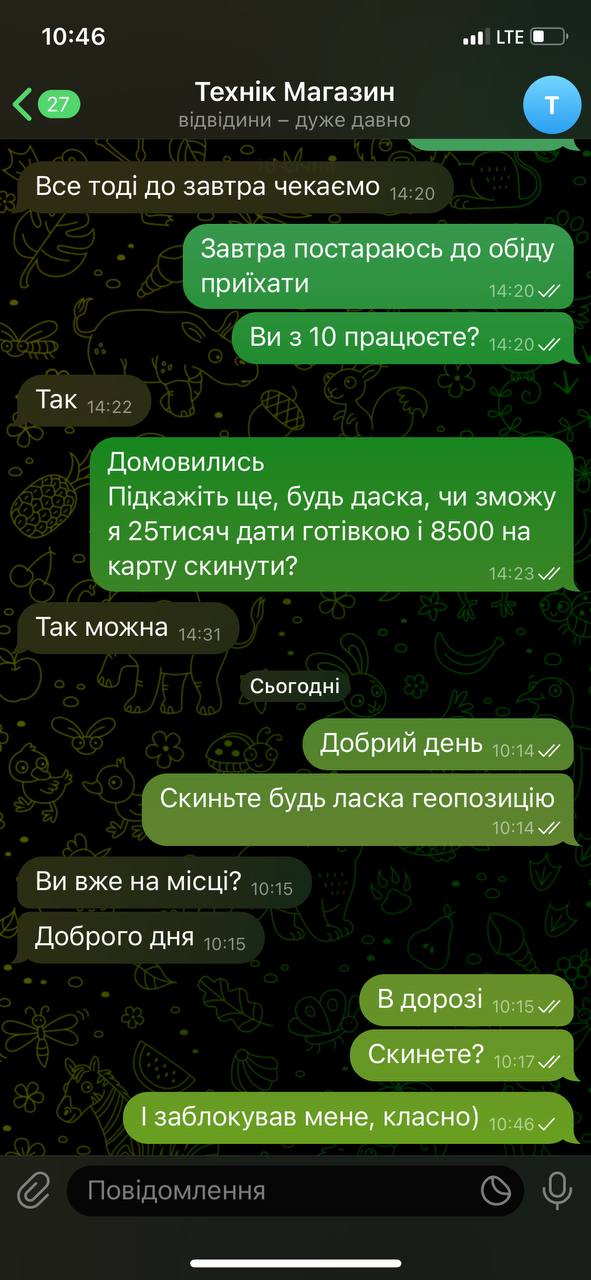 10:46
LTE
27
Технік Магазин
відвідини – дуже давно
Т
Все тоді до завтра чекаємо 14:20
Завтра постараюсь до обіду
приїхати 14:20
Ви з 10 працюєте? 14:20
Так 14:22
Домовились
Підкажіть ще, будь даска, чи зможу
я 25тисяч дати готівкою і 8500 на
карту скинути? 14:23
Так можна 14:31
Сьогодні
Добрий день 10:14
Скиньте будь ласка геопозицію
10:14
Ви вже на місці? 10:15
Доброго дня 10:15
В дорозі 10:15
Скинете? 10:17
І заблокував мене, класно) 10:46
Повідомлення